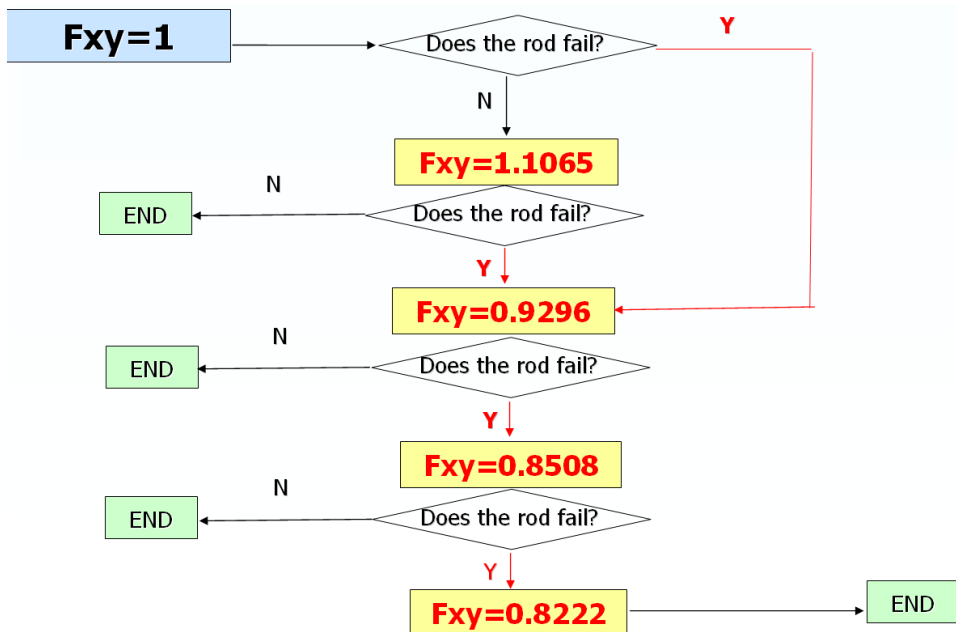 Fxy=1
Does the rod fail?
Y
N
Fxy=1.1065
N
END
Does the rod fail?
Y
Fxy=0.9296
N
END
Does the rod fail?
Y
Fxy=0.8508
N
END
Does the rod fail?
Y
Fxy=0.8222
END